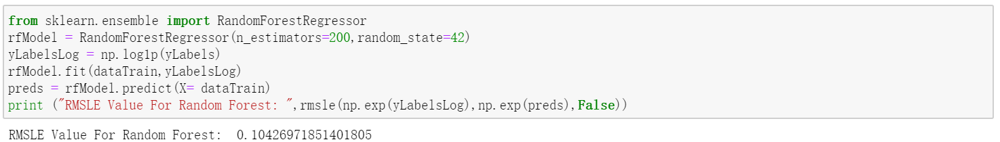 from sklearn.ensemble import RandomForestRegressor
rfModel = RandomForestRegressor(n_estimators=200,random_state=42)
yLabelsLog = np.log1p(yLabels)
rfModel.fit(dataTrain,yLabelsLog)
preds = rfModel.predict(X= dataTrain)
print ("RMSLE Value For Random Forest: ",rmsle(np.exp(yLabelsLog),np.exp(preds),False))
RMSLE Value For Random Forest:  0.10426971851401805